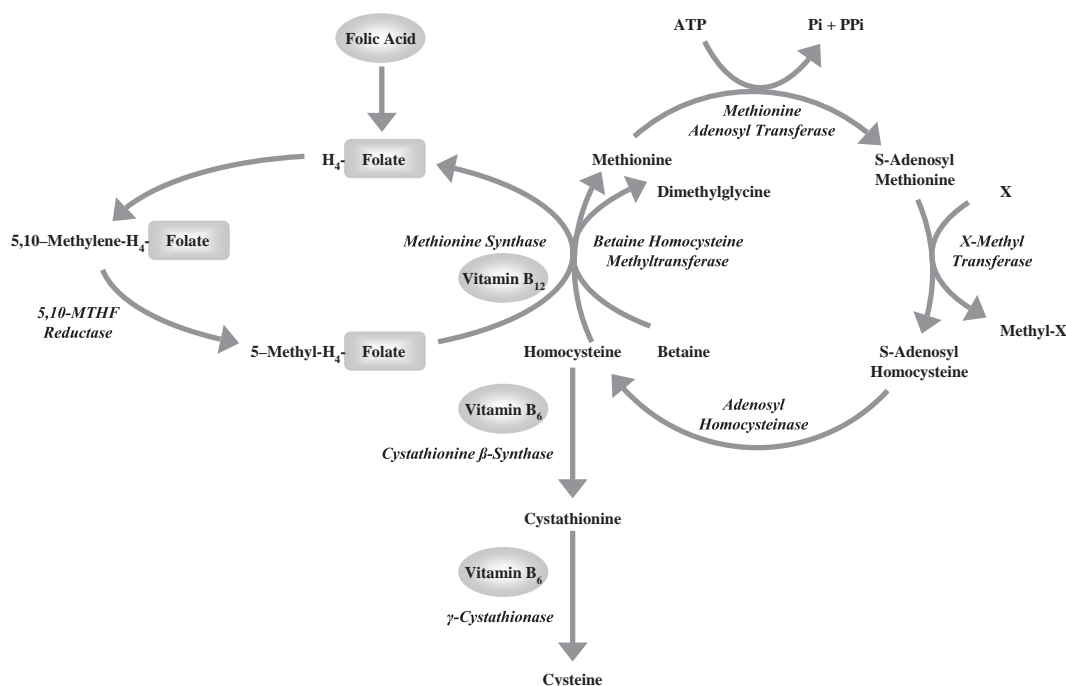 ATP
Pi + PPi
Folic Acid
Methionine
Adenosyl Transferase
H4-
Folate
Methionine
S-Adenosyl
Methionine
Dimethylglycine
X
5,10–Methylene-H4-
Folate
Methionine Synthase
Betaine Homocysteine
Methyltransferase
X-Methyl
Transferase
Vitamin B12
5,10-MTHF
Reductase
Methyl-X
5–Methyl-H4-
Folate
Homocysteine
Betaine
S-Adenosyl
Homocysteine
Vitamin B6
Adenosyl
Homocysteinase
Cystathionine ß-Synthase
Cystathionine
Vitamin B6
γ-Cystathionase
Cysteine